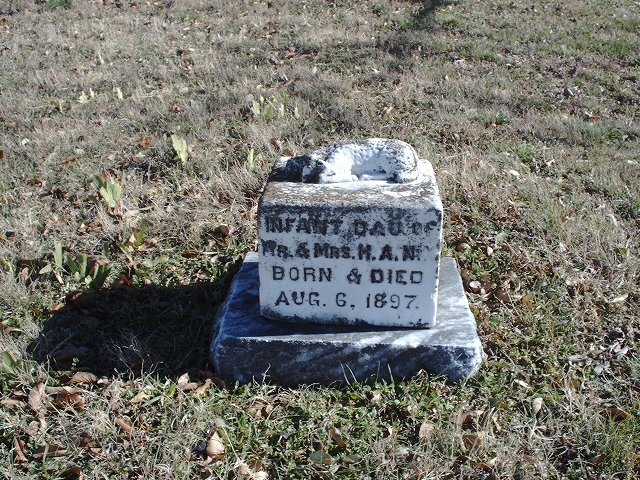 INFANT DAU. OF
MR. & MRS. H. A. N.
BORN & DIED
AUG. 6, 1897.